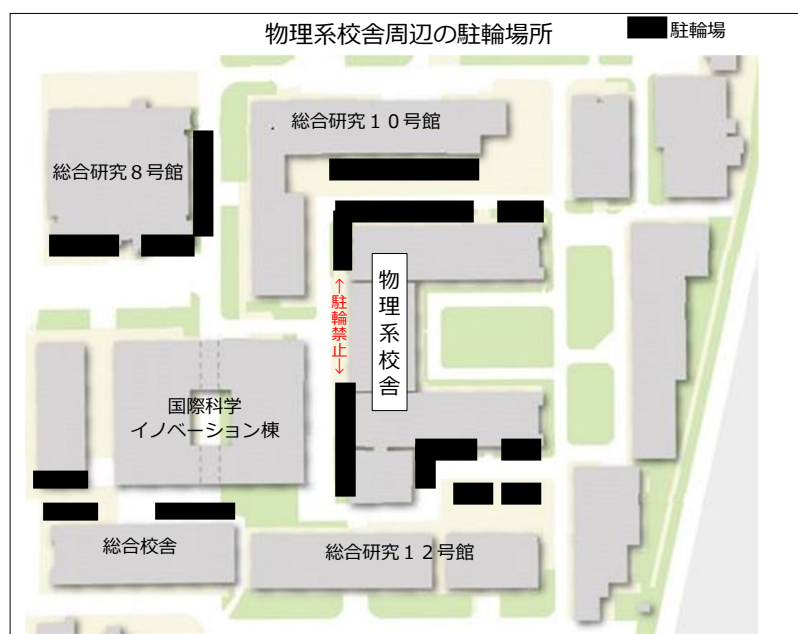 物理系校舎周辺の駐輪場所
駐輪場
総合研究１０号館
総合研究８号館
物理系校舎
←駐輪禁止→
国際科学
イノベーション棟
総合校舎
総合研究１２号館